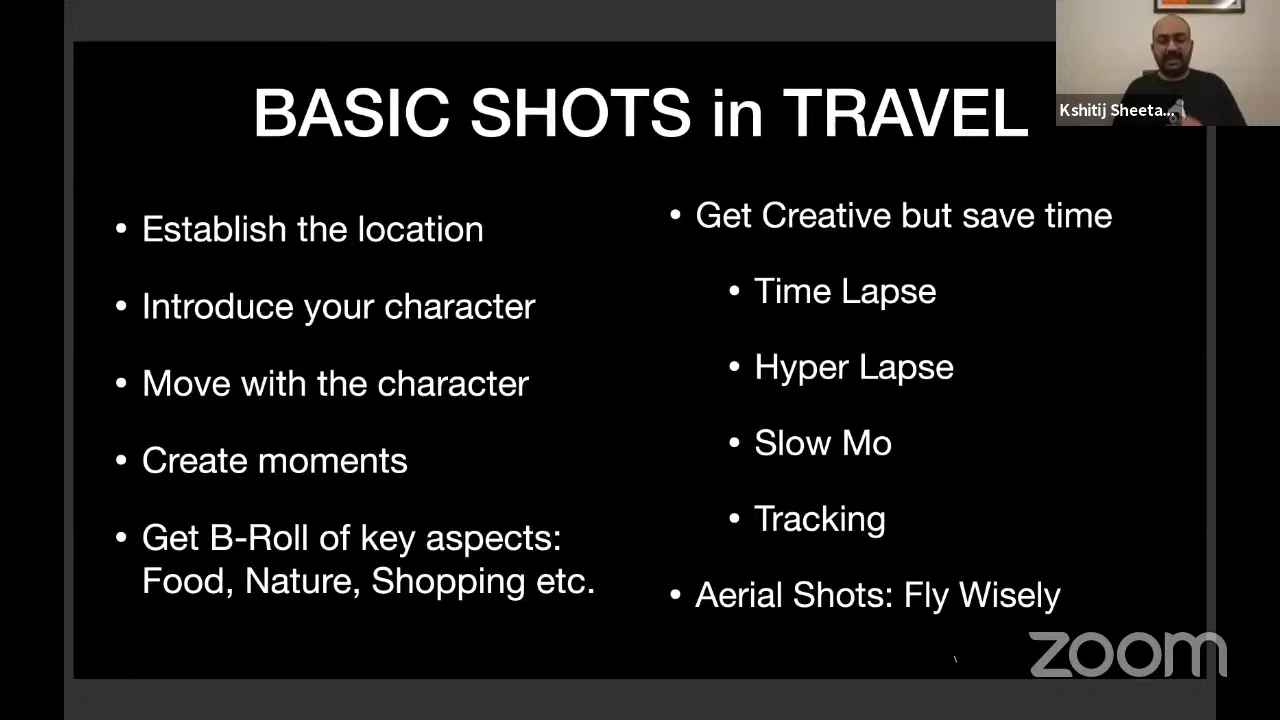 BASIC SHOTS in TRAVEL
Kshitij Sheeta...
• Establish the location
• Introduce your character
• Move with the character
• Create moments
• Get B-Roll of key aspects:
Food, Nature, Shopping etc.
• Get Creative but save time
• Time Lapse
• Hyper Lapse
• Slow Mo
• Tracking
• Aerial Shots: Fly Wisely
zoom